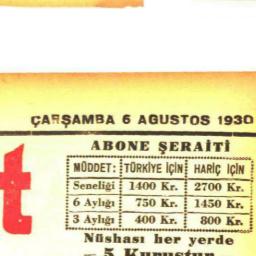 ÇARŞAMBA 6 AGUSTOS 1930
t
ABONE ŞERAİTİ
MÜDDET: TÜRKİYE İÇİN HARİÇ İÇİN
Seneliği 1400 Kr. 2700 Kr.
6 Aylığı 750 Kr. 1450 Kr.
3 Aylığı 400 Kr. 800 Kr.
Nüshası her yerde
5 Kuruştur